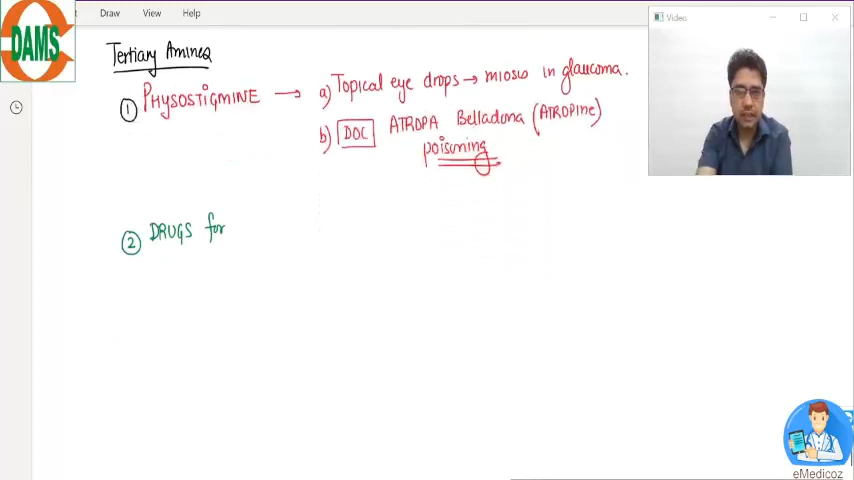 DAMS
Draw View Help
Video
Tertiary Amines
① PHYSOSTIGMINE → a) Topical eye drops → miosis in glaucoma.
b) DOC ATROPA Belladona (ATROPINE)
poisoning
② DRUGS for
eMedicoz